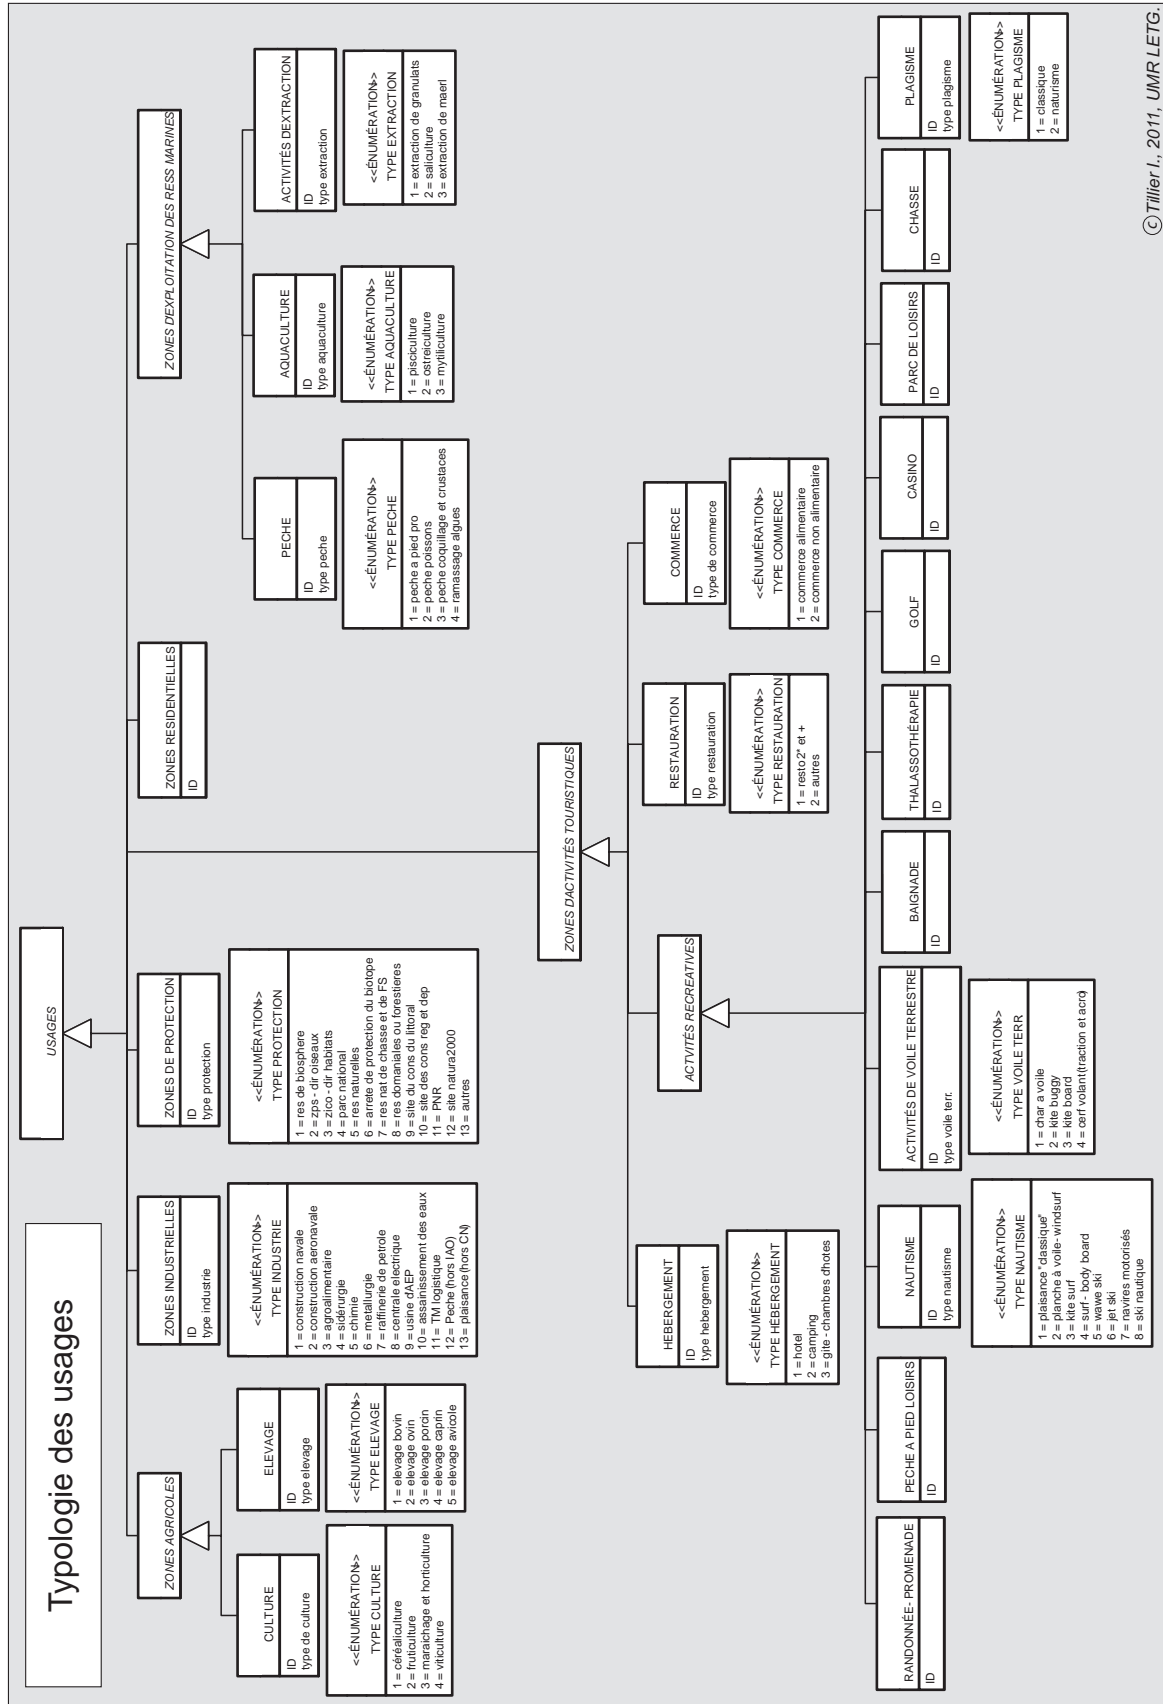 Typologie des usages
USAGES
ZONES AGRICOLES
ZONES INDUSTRIELLES
ID
type industrie
ZONES DE PROTECTION
ID
type protection
ZONES RESIDENTIELLES
ID
ZONES D'EXPLOITATION DES RESS MARINES
CULTURE
ID
type de culture
<<ÉNUMÉRATION>>
TYPE CULTURE
1 = céréaliculture
2 = fruticulture
3 = maraichage et horticulture
4 = viticulture
ELEVAGE
ID
type elevage
<<ÉNUMÉRATION>>
TYPE ELEVAGE
1 = elevage bovin
2 = elevage ovin
3 = elevage porcin
4 = elevage caprin
5 = elevage avicole
<<ÉNUMÉRATION>>
TYPE INDUSTRIE
1 = construction navale
2 = construction aeronavale
3 = agroalimentaire
4 = sidérurgie
5 = chimie
6 = metallurgie
7 = raffinerie de petrole
8 = centrale electrique
9 = usine dAEP
10 = assainissement des eaux
11 = TM logistique
12 = Peche (hors IAO)
13 = plaisance (hors CN)
<<ÉNUMÉRATION>>
TYPE PROTECTION
1 = res de biosphere
2 = zps - dir oiseaux
3 = zico - dir habitats
4 = parc national
5 = res naturelles
6 = arrete de protection du biotope
7 = res nat de chasse et de FS
8 = res domaniales ou forestieres
9 = site du cons du littoral
10 = site des cons reg et dep
11 = PNR
12 = site natura2000
13 = autres
PECHE
ID
type peche
<<ÉNUMÉRATION>>
TYPE PECHE
1 = peche a pied pro
2 = peche poissons
3 = peche coquillage et crustaces
4 = ramassage algues
AQUACULTURE
ID
type aquaculture
<<ÉNUMÉRATION>>
TYPE AQUACULTURE
1 = pisciculture
2 = ostreiculture
3 = mytiliculture
ACTIVITÉS DEXTRACTION
ID
type extraction
<<ÉNUMÉRATION>>
TYPE EXTRACTION
1 = extraction de granulats
2 = saliculture
3 = extraction de maerl
ZONES DACTIVITÉS TOURISTIQUES
HEBERGEMENT
ID
type hebergement
<<ÉNUMÉRATION>>
TYPE HÉBERGEMENT
1 = hotel
2 = camping
3 = gite - chambres dhotes
ACTVITÉS RECREATIVES
RESTAURATION
ID
type restauration
<<ÉNUMÉRATION>>
TYPE RESTAURATION
1 = resto 2* et +
2 = autres
COMMERCE
ID
type de commerce
<<ÉNUMÉRATION>>
TYPE COMMERCE
1 = commerce alimentaire
2 = commerce non alimentaire
RANDONNÉE- PROMENADE
ID
PECHE A PIED LOISIRS
ID
NAUTISME
ID
type nautisme
<<ÉNUMÉRATION>>
TYPE NAUTISME
1 = plaisance "classique"
2 = planche à voile- windsurf
3 = kite surf
4 = surf - body board
5 = wawe ski
6 = jet ski
7 = navires motorisés
8 = ski nautique
ACTIVITÉS DE VOILE TERRESTRE
ID
type voile terr.
<<ÉNUMÉRATION>>
TYPE VOILE TERR
1 = char a voile
2 = kite buggy
3 = kite board
4 = cerf volant(traction et acro)
BAIGNADE
ID
THALASSOTHÉRAPIE
ID
GOLF
ID
CASINO
ID
PARC DE LOISIRS
ID
CHASSE
ID
PLAGISME
ID
type plagisme
<<ÉNUMÉRATION>>
TYPE PLAGISME
1 = classique
2 = naturisme
© Tillier I., 2011, UMR LETG.